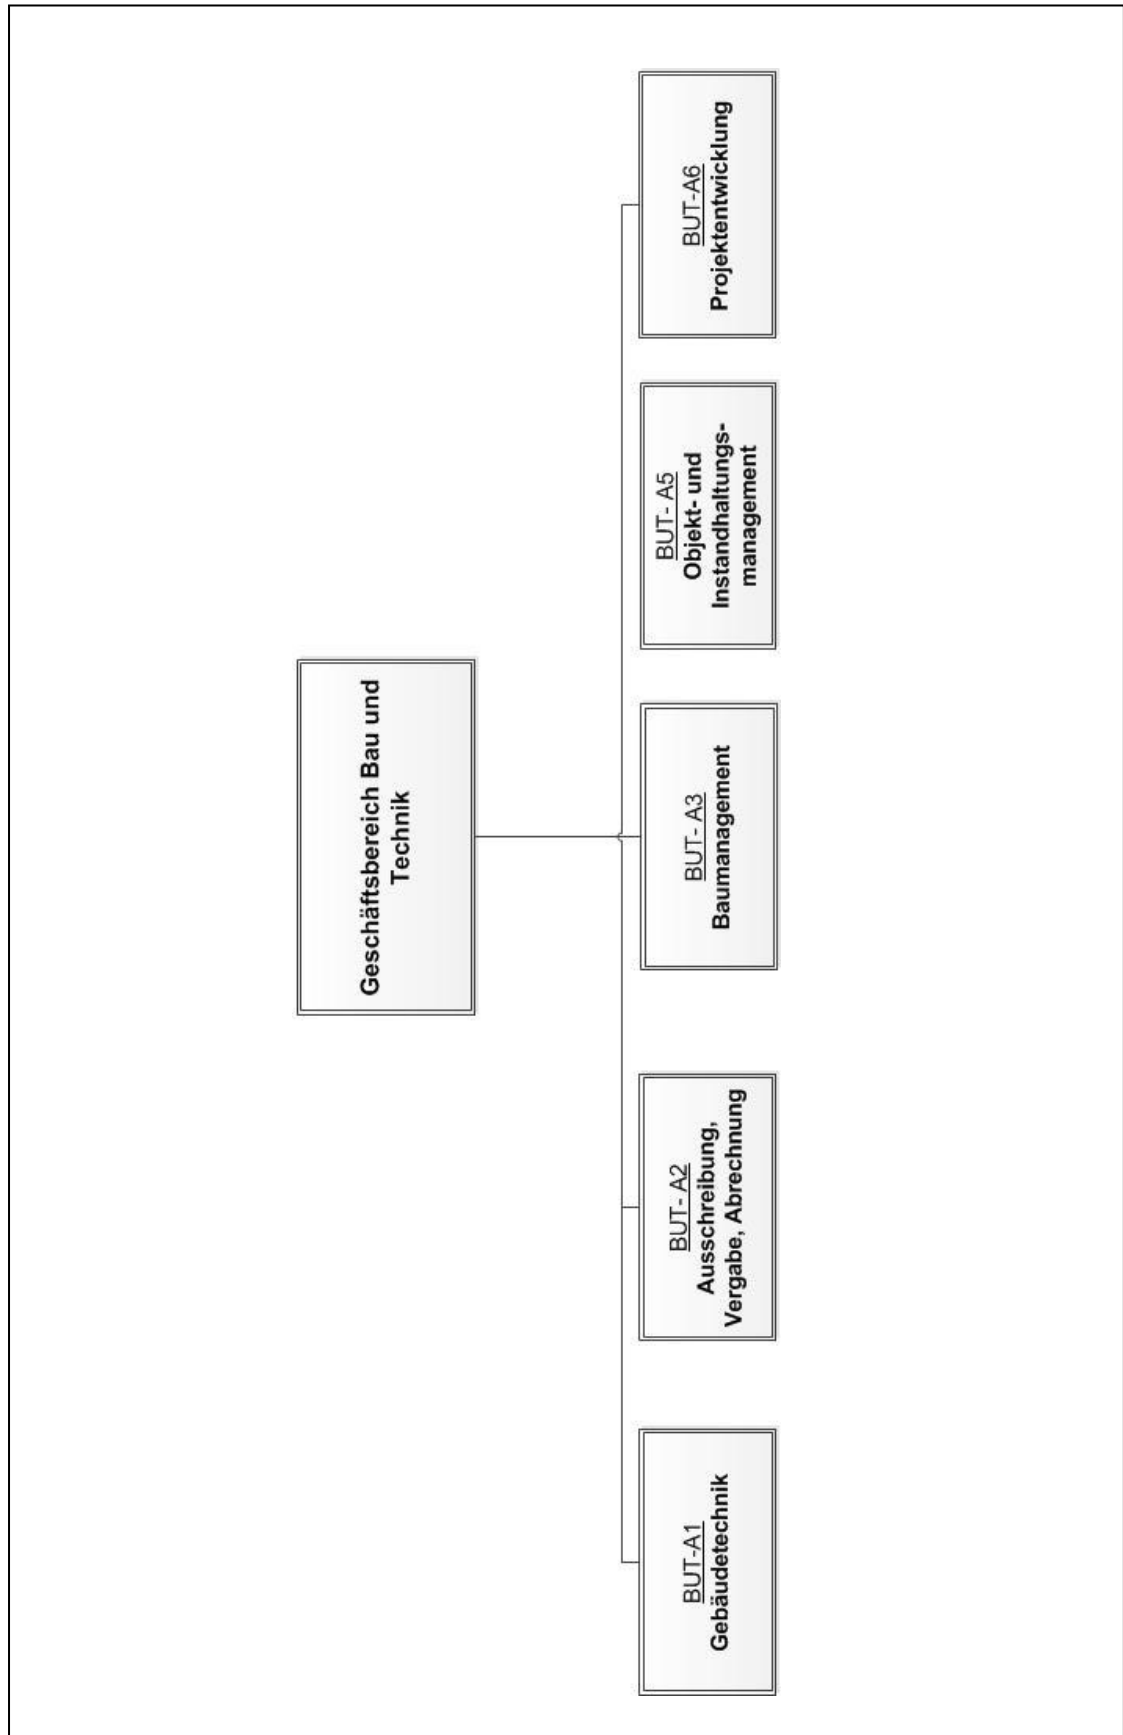 Geschäftsbereich Bau und
Technik
BUT-A1
Gebäudetechnik
BUT- A2
Ausschreibung,
Vergabe, Abrechnung
BUT- A3
Baumanagement
BUT- A5
Objekt- und
Instandhaltungs-
management
BUT-A6
Projektentwicklung